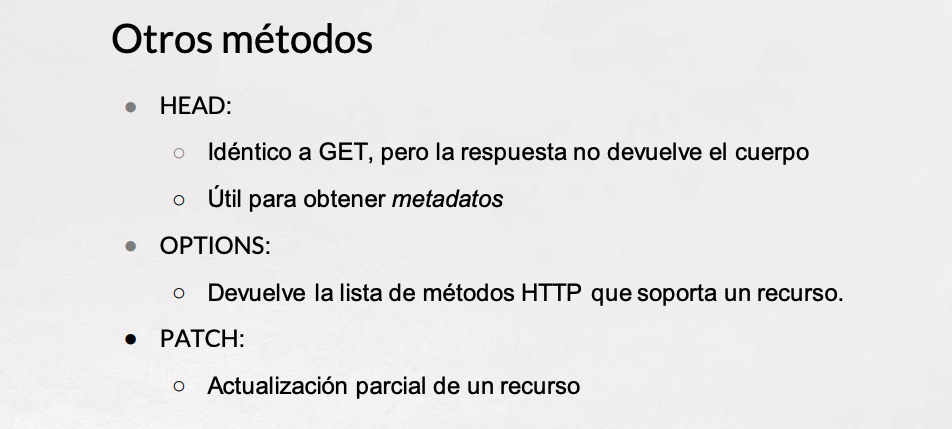 Otros métodos
● HEAD:
○ Idéntico a GET, pero la respuesta no devuelve el cuerpo
○ Útil para obtener metadatos
● OPTIONS:
○ Devuelve la lista de métodos HTTP que soporta un recurso.
● PATCH:
○ Actualización parcial de un recurso